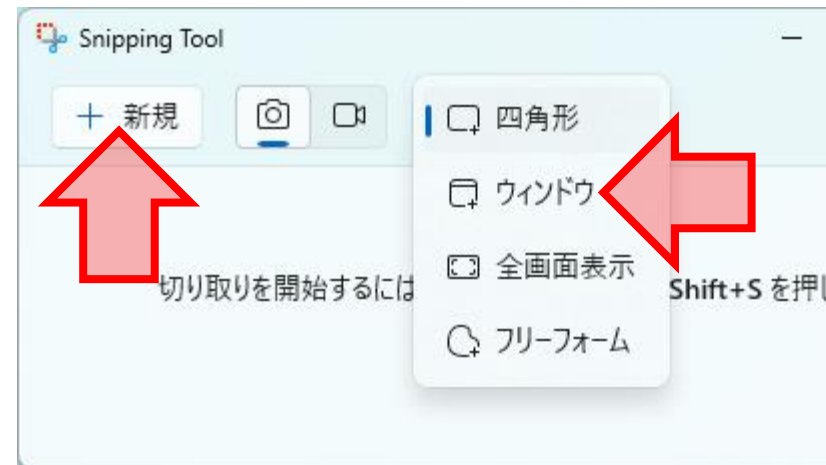 Snipping Tool
新規
四角形
ウィンドウ
全画面表示
フリーフォーム
切り取りを開始するには
Shift+S を押し